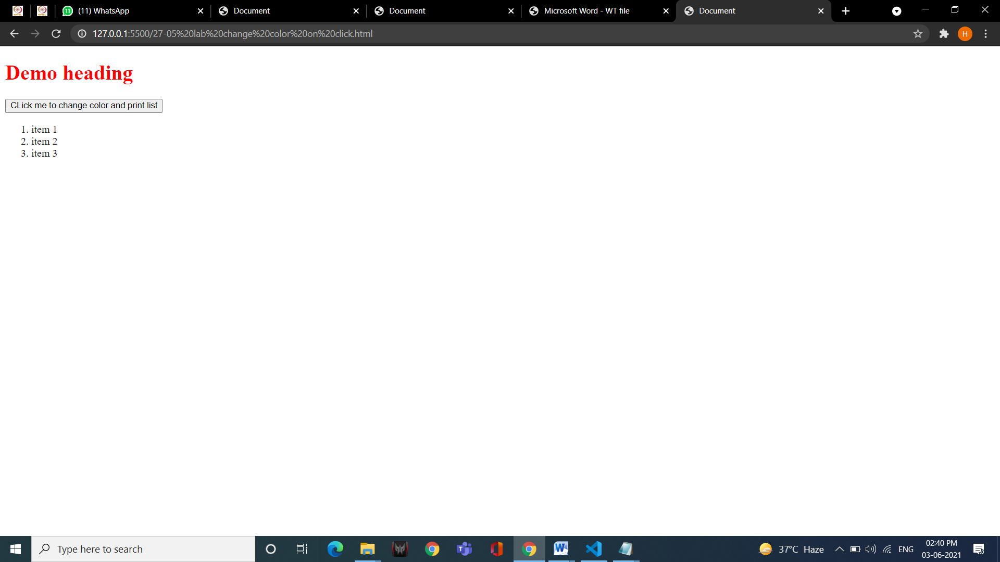 11 (11) WhatsApp Document Document Microsoft Word - WT file Document
127.0.0.1:5500/27-05%20lab%20change%20color%20on%20click.html H
Demo heading
CLick me to change color and print list
1. item 1
2. item 2
3. item 3
Type here to search 37°C Haze ENG 02:40 PM
03-06-2021